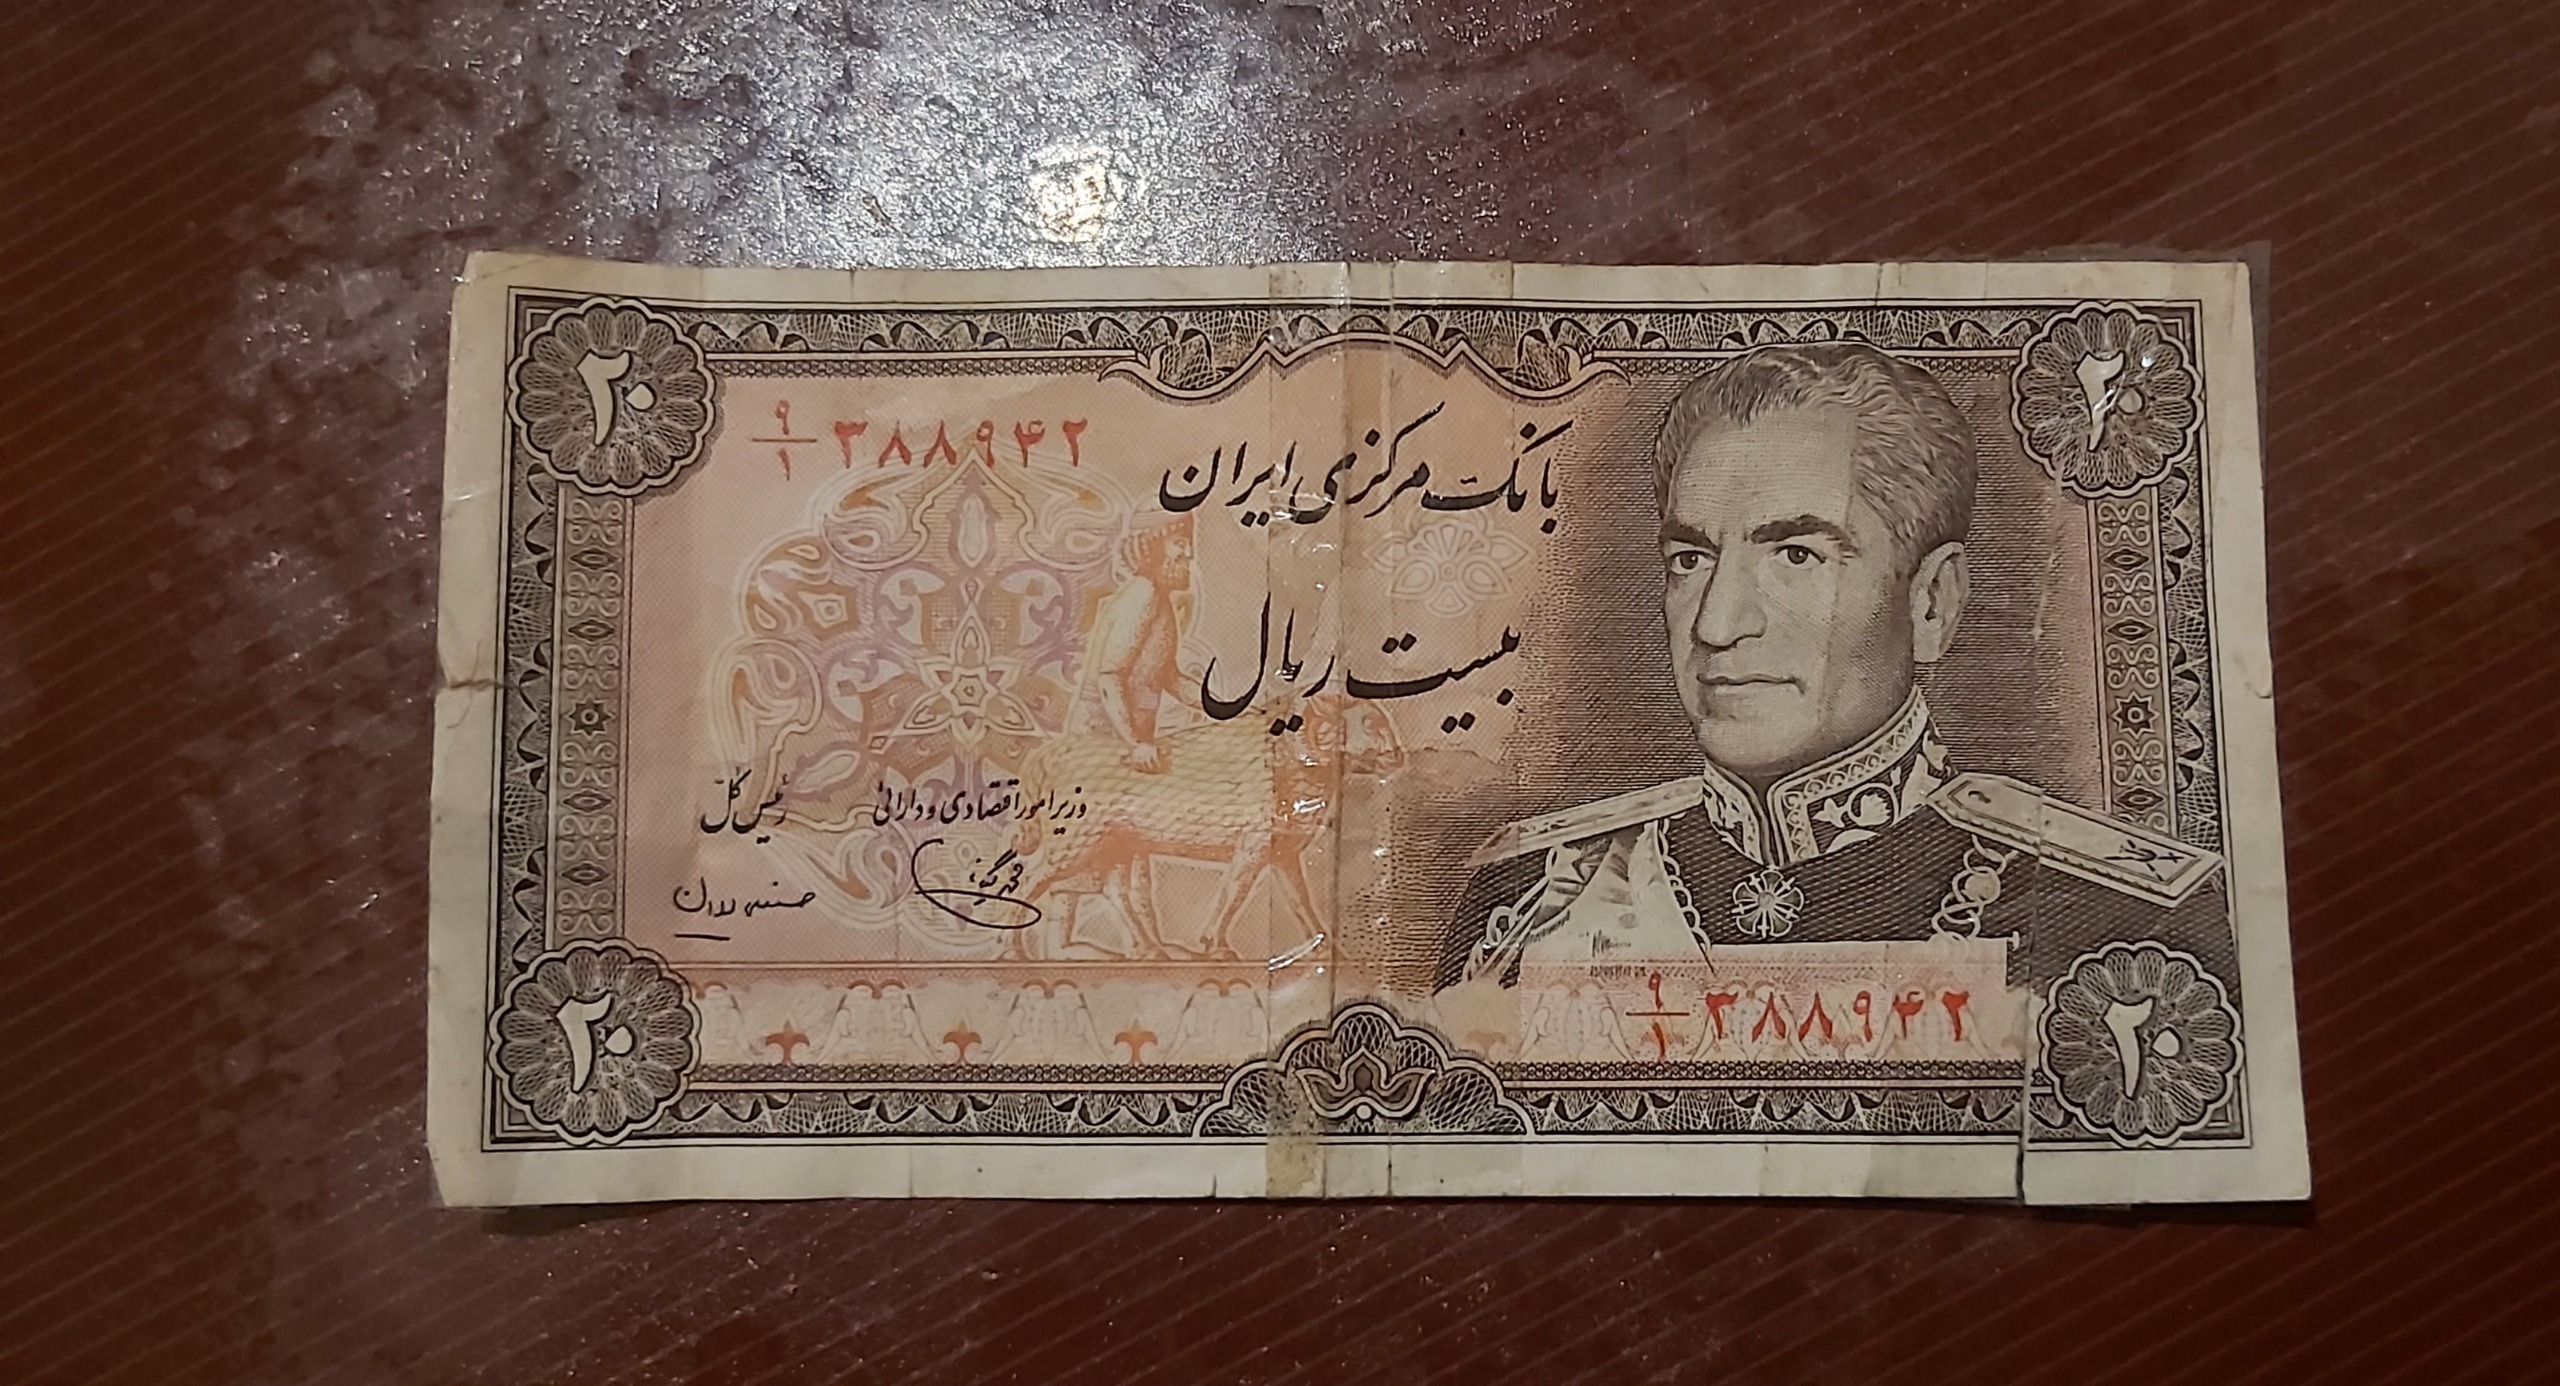 ۲۰
۲۰
۹/۱ ۳۸۸۹۴۲
بانک مرکزی ایران
بیست ریال
وزیر امور اقتصادی و دارائی
رئیس کل
۹/۱ ۳۸۸۹۴۲
۲۰
۲۰